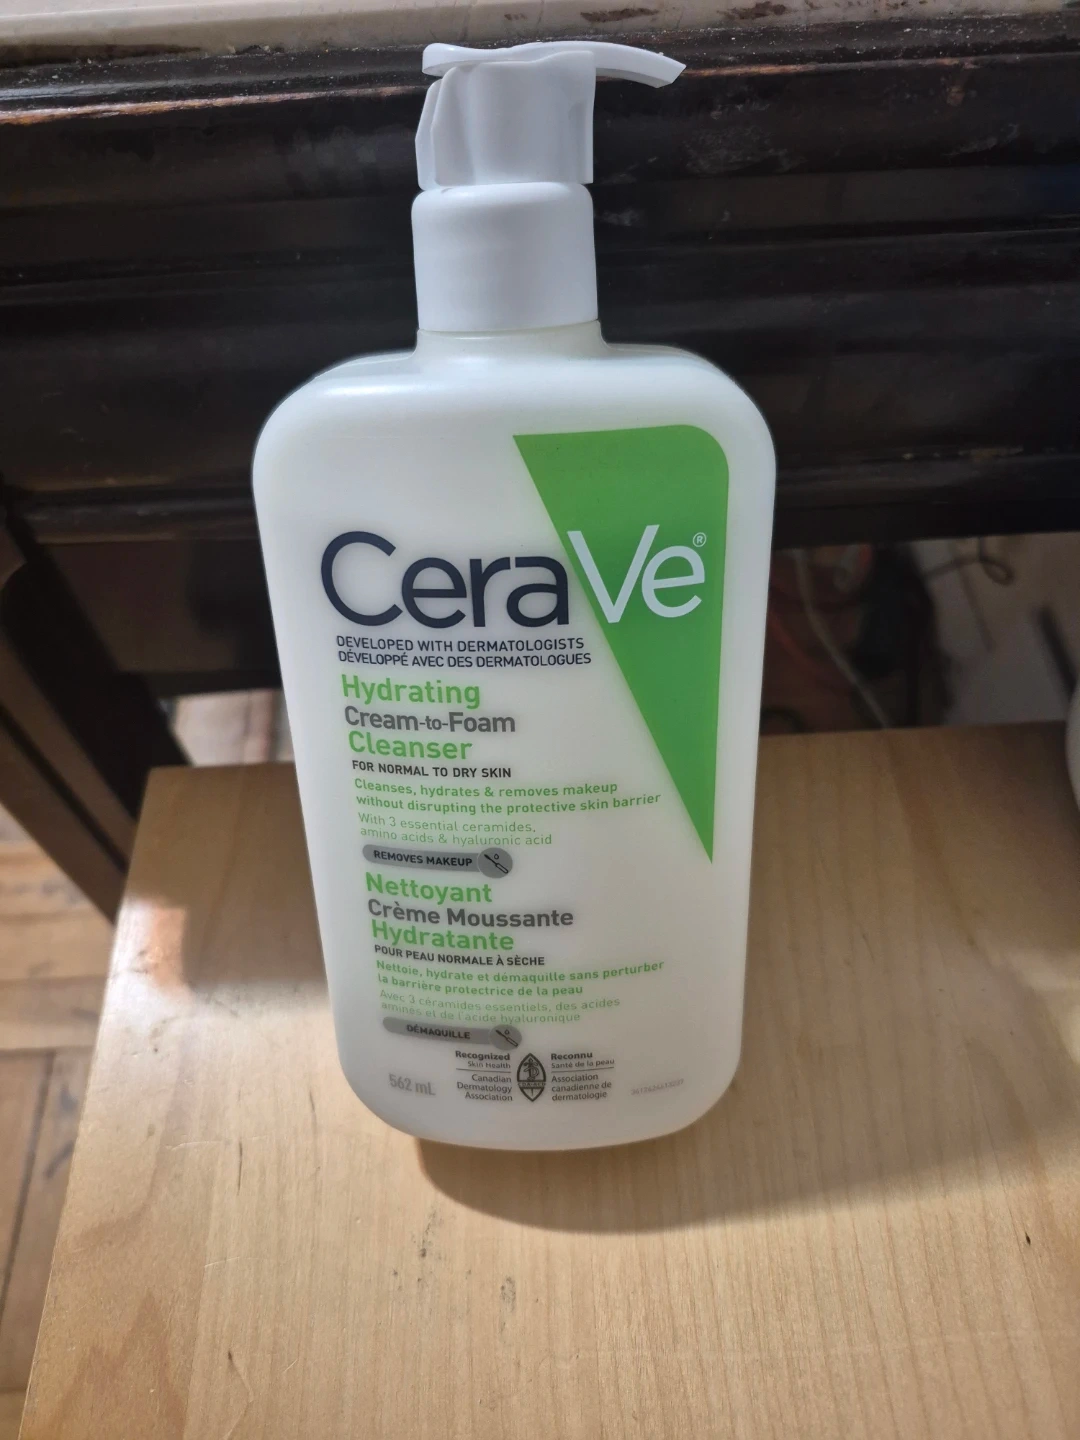 CeraVe®
DEVELOPED WITH DERMATOLOGISTS
DÉVELOPPÉ AVEC DES DERMATOLOGUES
Hydrating
Cream-to-Foam
Cleanser
FOR NORMAL TO DRY SKIN
Cleanses, hydrates & removes makeup
without disrupting the protective skin barrier
With 3 essential ceramides,
amino acids & hyaluronic acid
REMOVES MAKEUP
Nettoyant
Crème Moussante
Hydratante
POUR PEAU NORMALE À SÈCHE
Nettoie, hydrate et démaquille sans perturber
la barrière protectrice de la peau
Avec 3 céramides essentiels, des acides
aminés et de l'acide hyaluronique
DÉMAQUILLE
Recognized
Skin Health
Canadian
Dermatology
Association
Reconnu
Santé de la peau
Association
canadienne de
dermatologie
562 mL